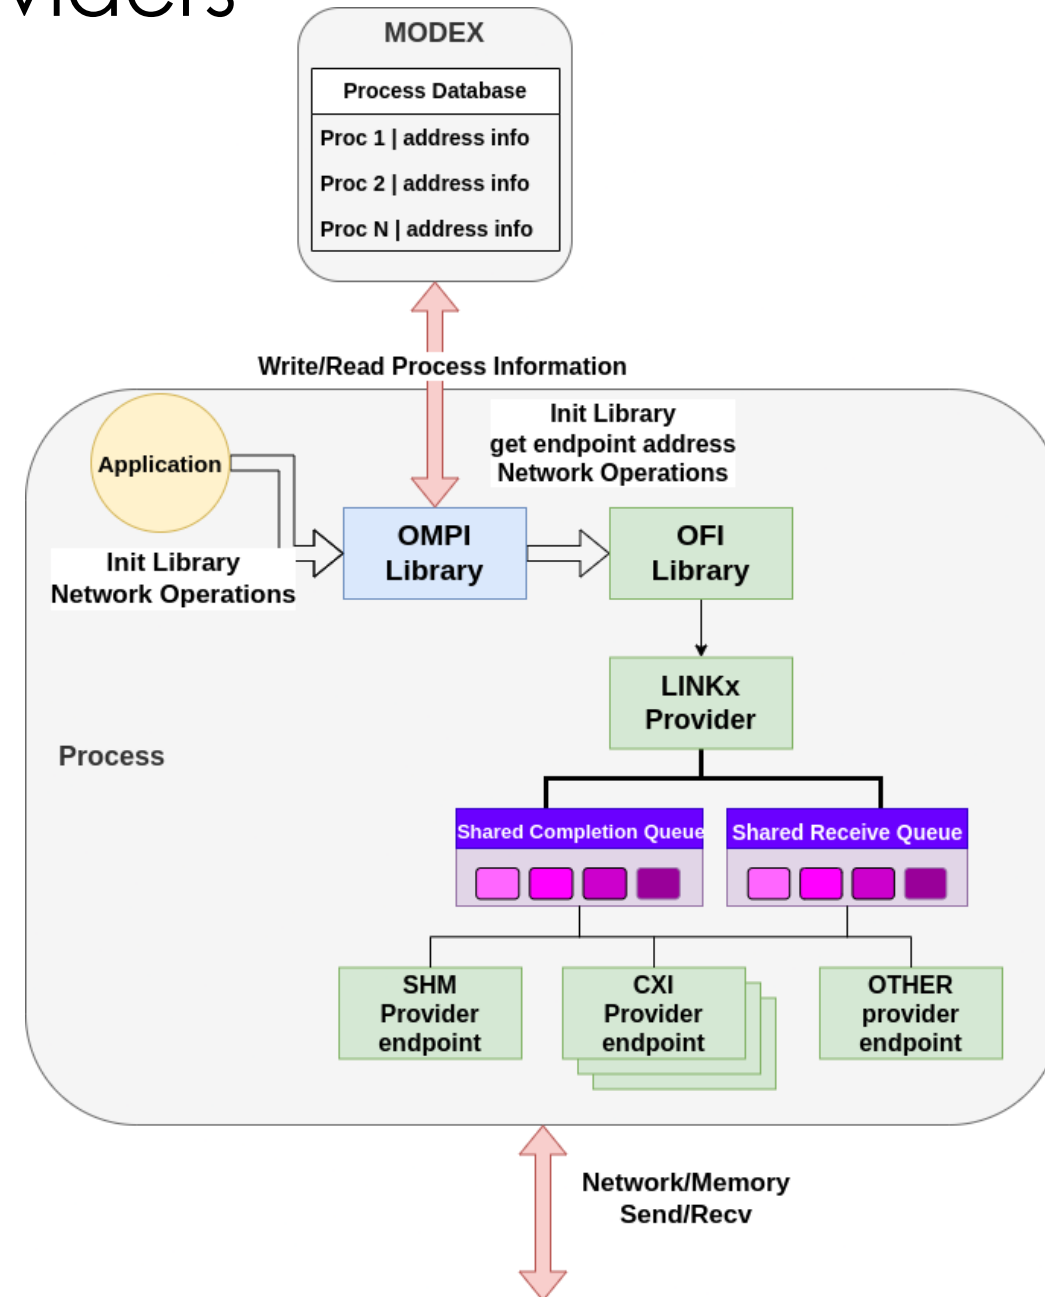 viders
MODEX
Process Database
Proc 1 | address info
Proc 2 | address info
Proc N | address info
Write/Read Process Information
Init Library
get endpoint address
Network Operations
Application
Init Library
Network Operations
OMPI
Library
OFI
Library
LINKx
Provider
Process
Shared Completion Queue
Shared Receive Queue
SHM
Provider
endpoint
CXI
Provider
endpoint
OTHER
provider
endpoint
Network/Memory
Send/Recv